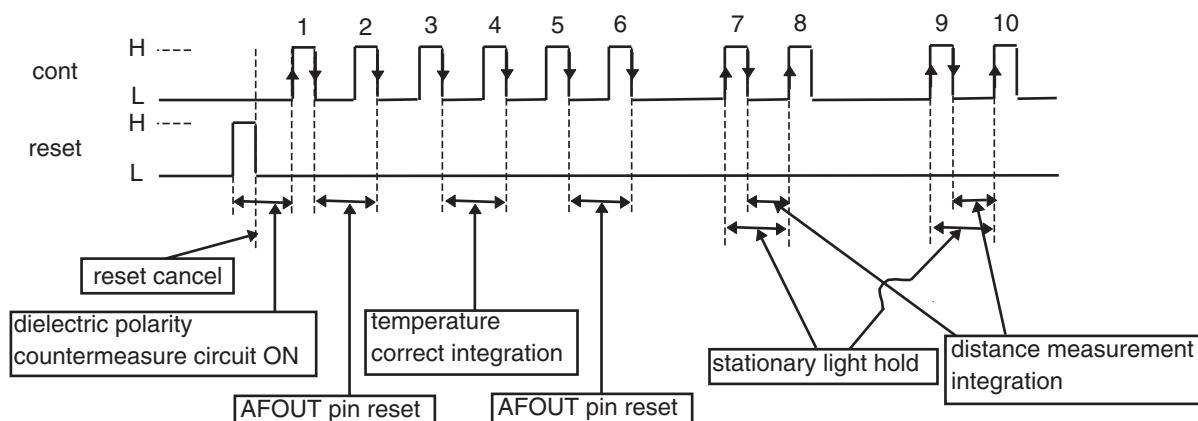 1 2 3 4 5 6 7 8 9 10
H
cont
L
H
reset
L
reset cancel
dielectric polarity
countermeasure circuit ON
temperature
correct integration
stationary light hold
distance measurement
integration
AFOUT pin reset
AFOUT pin reset